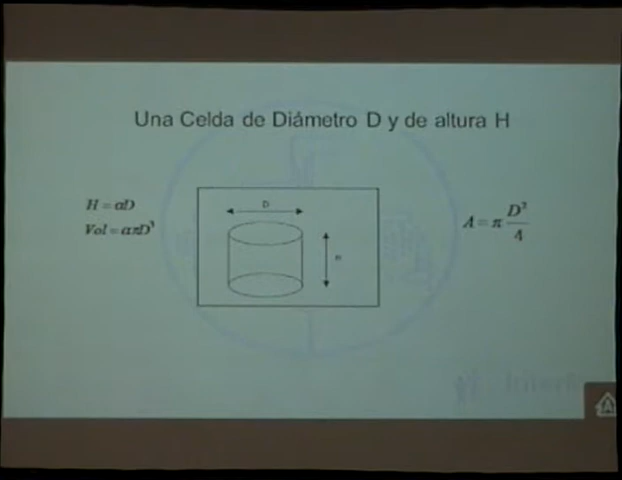 Una Celda de Diámetro D y de altura H
H = αD
Vol = απD³
D
A = π D²/4